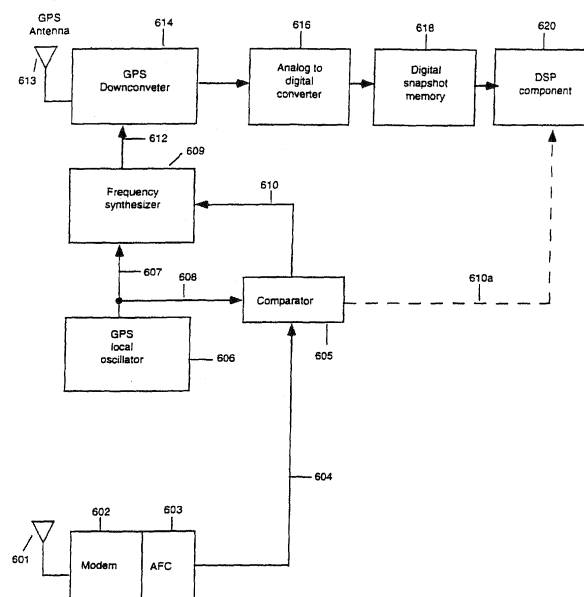 614
616
618
620
GPS
Antenna
613
GPS
Downconveter
Analog to
digital
converter
Digital
snapshot
memory
DSP
component
612
609
Frequency
synthesizer
610
607
608
Comparator
610a
605
GPS
local
oscillator
606
604
602
603
601
Modem
AFC